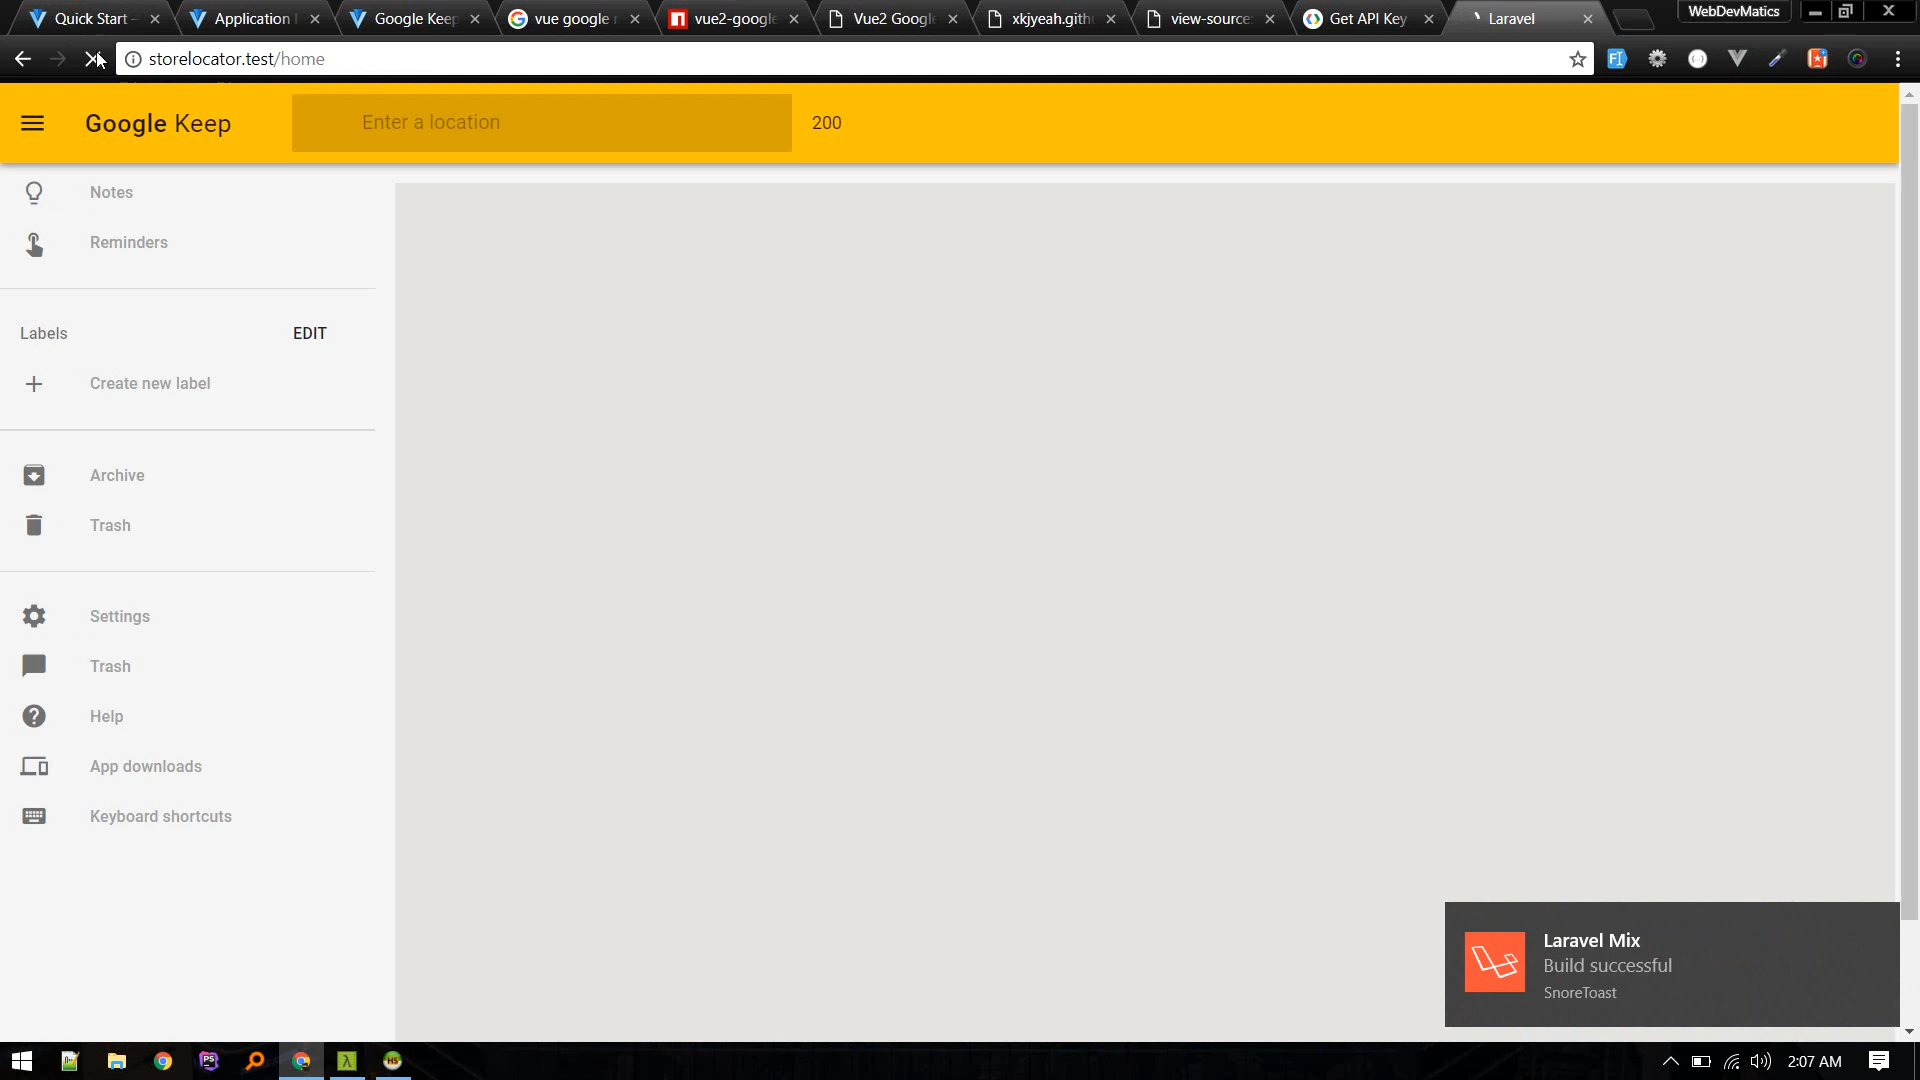 Quick Start
Application
Google Keep
vue google
vue2-google
Vue2 Googl
xkjyeah.gith
view-source:
Get API Key
Laravel
WebDevMatics
storelocator.test/home
Google Keep
Enter a location
200
Notes
Reminders
Labels
EDIT
Create new label
Archive
Trash
Settings
Trash
Help
App downloads
Keyboard shortcuts
Laravel Mix
Build successful
SnoreToast
2:07 AM